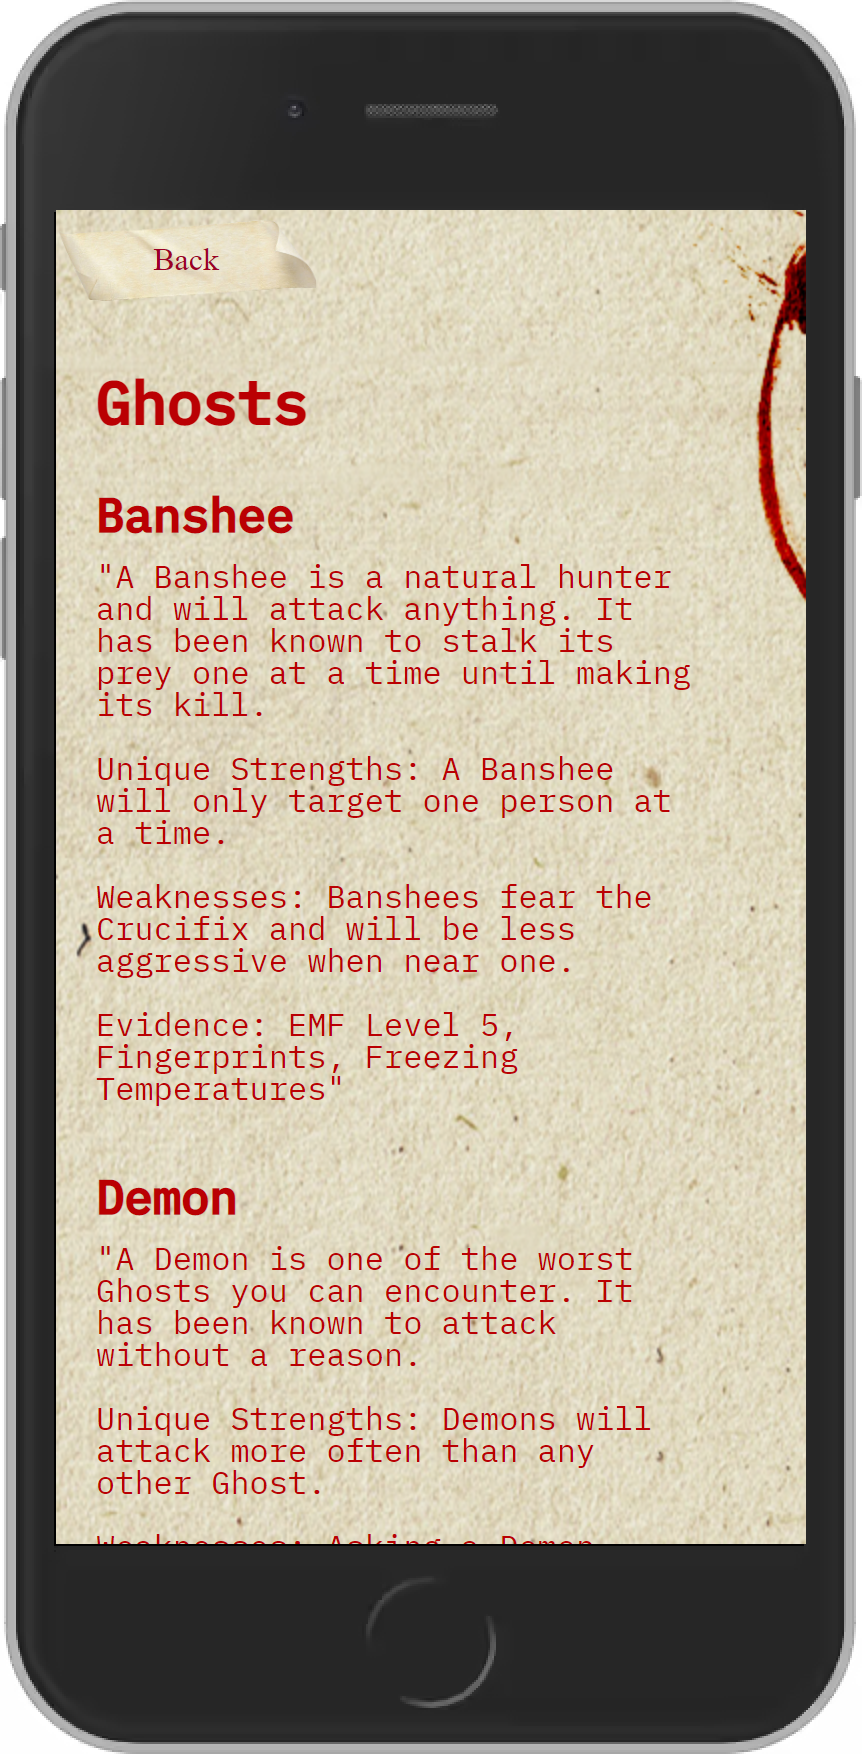 Back
Ghosts
Banshee
"A Banshee is a natural hunter
and will attack anything. It
has been known to stalk its
prey one at a time until making
its kill.
Unique Strengths: A Banshee
will only target one person at
a time.
Weaknesses: Banshees fear the
Crucifix and will be less
aggressive when near one.
Evidence: EMF Level 5,
Fingerprints, Freezing
Temperatures"
Demon
"A Demon is one of the worst
Ghosts you can encounter. It
has been known to attack
without a reason.
Unique Strengths: Demons will
attack more often than any
other Ghost.
Weaknesses: Asking a Demon